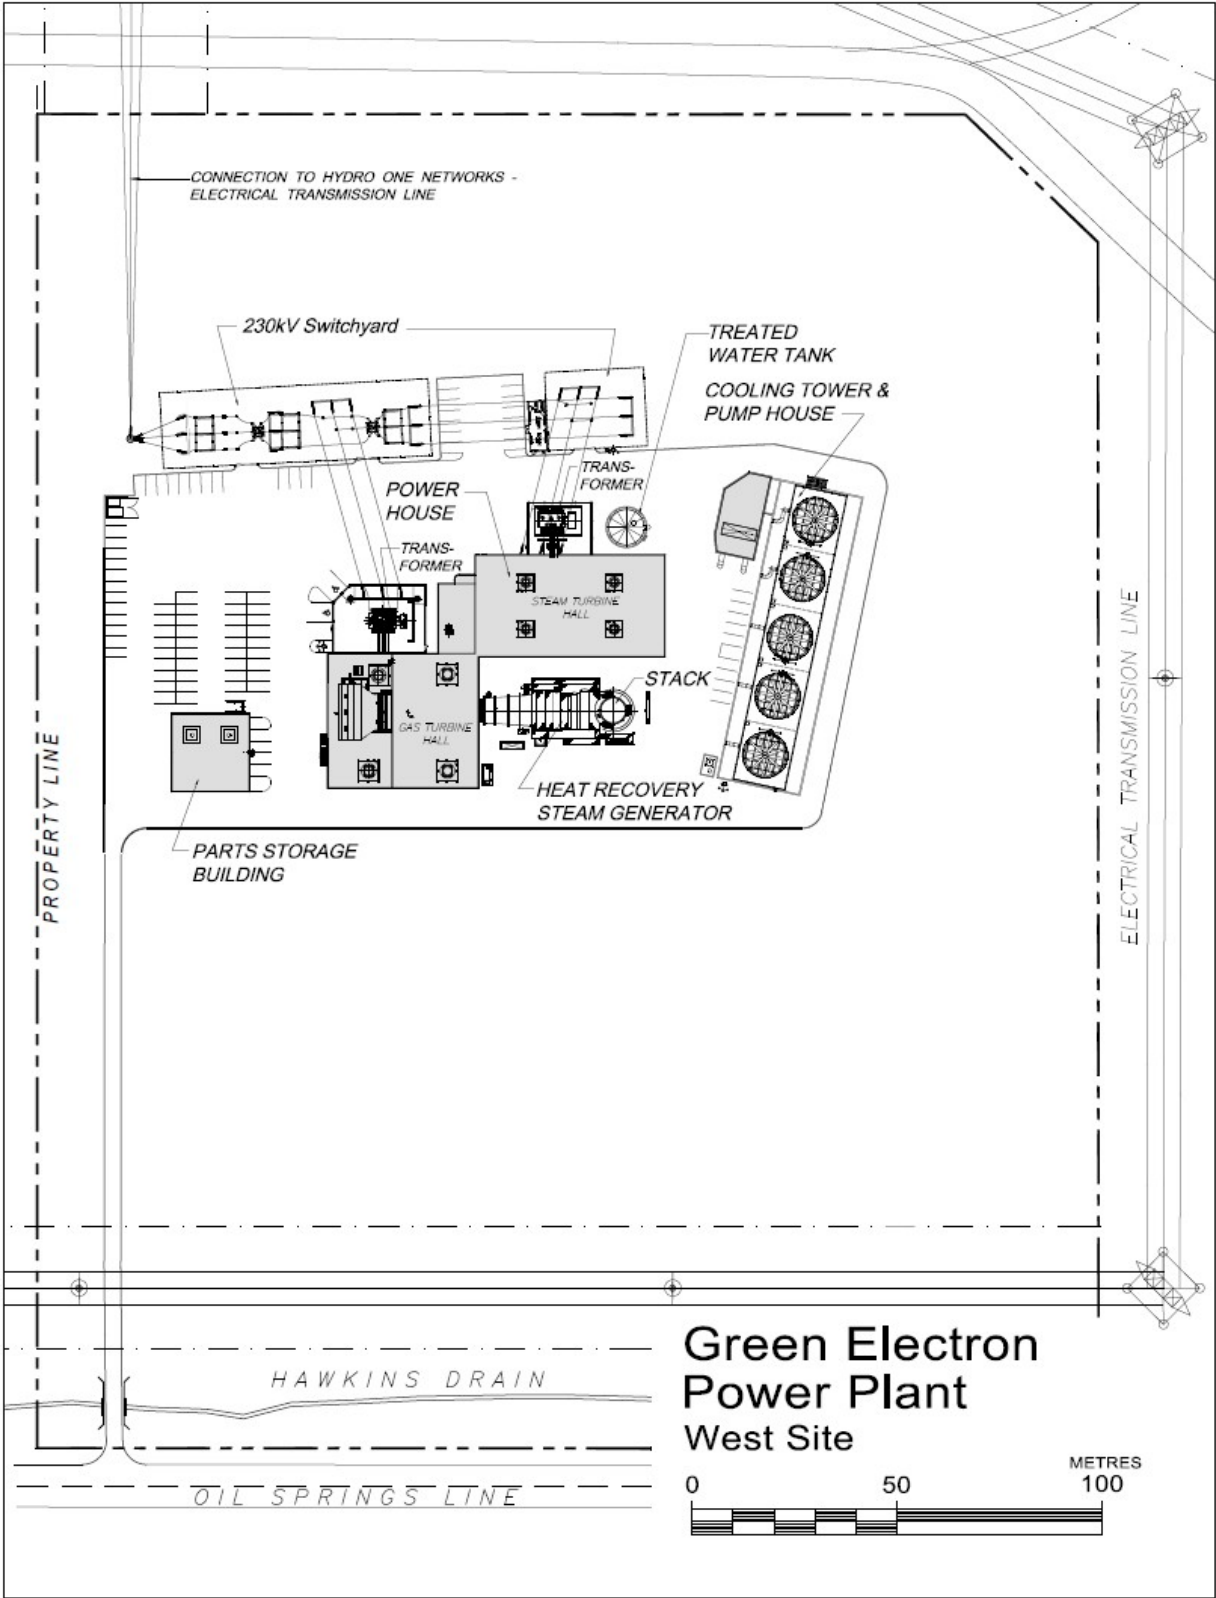 CONNECTION TO HYDRO ONE NETWORKS -
ELECTRICAL TRANSMISSION LINE
230kV Switchyard
TREATED
WATER TANK
COOLING TOWER &
PUMP HOUSE
TRANS-
FORMER
POWER
HOUSE
TRANS-
FORMER
STEAM TURBINE
HALL
STACK
GAS TURBINE
HALL
HEAT RECOVERY
STEAM GENERATOR
PARTS STORAGE
BUILDING
PROPERTY LINE
ELECTRICAL TRANSMISSION LINE
HAWKINS DRAIN
OIL SPRINGS LINE
Green Electron
Power Plant
West Site
METRES
0 50 100